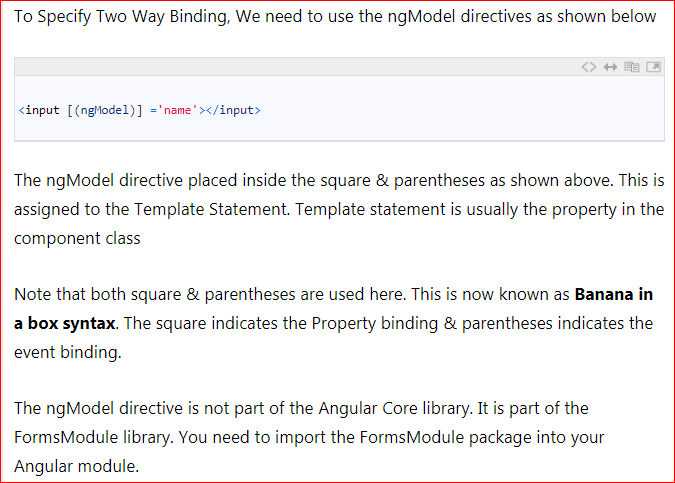 To Specify Two Way Binding, We need to use the ngModel directives as shown below
<input [(ngModel)] ='name'></input>
The ngModel directive placed inside the square & parentheses as shown above. This is
assigned to the Template Statement. Template statement is usually the property in the
component class
Note that both square & parentheses are used here. This is now known as Banana in
a box syntax. The square indicates the Property binding & parentheses indicates the
event binding.
The ngModel directive is not part of the Angular Core library. It is part of the
FormsModule library. You need to import the FormsModule package into your
Angular module.